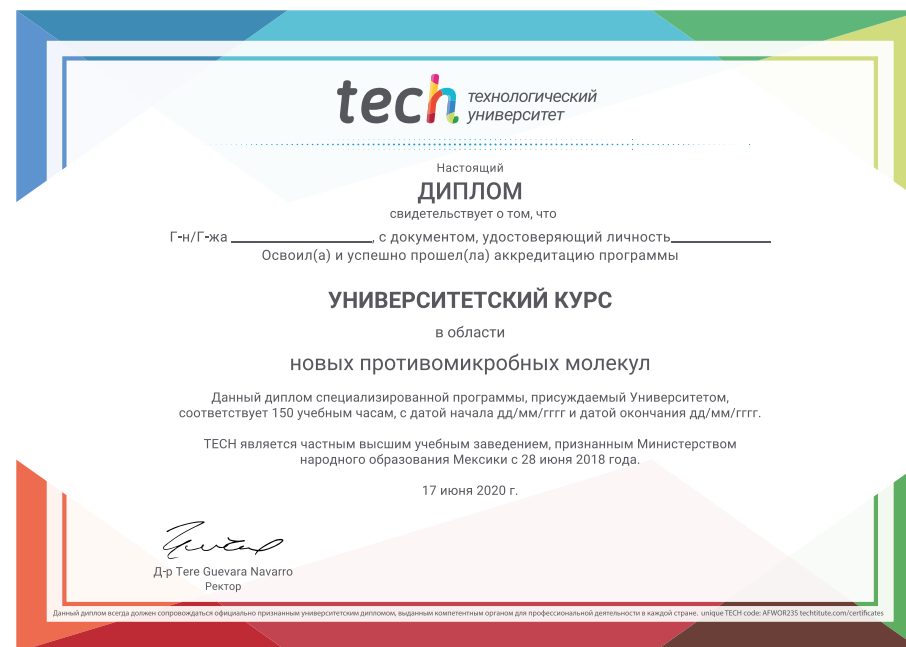 tech технологический
университет
Настоящий
ДИПЛОМ
свидетельствует о том, что
Г-н/Г-жа , с документом, удостоверяющий личность
Освоил(а) и успешно прошел(ла) аккредитацию программы
УНИВЕРСИТЕТСКИЙ КУРС
в области
новых противомикробных молекул
Данный диплом специализированной программы, присуждаемый Университетом,
соответствует 150 учебным часам, с датой начала дд/мм/гггг и датой окончания дд/мм/гггг.
TECH является частным высшим учебным заведением, признанным Министерством
народного образования Мексики с 28 июня 2018 года.
17 июня 2020 г.
Д-р Tere Guevara Navarro
Ректор
Данный диплом всегда должен сопровождаться официально признанным университетским дипломом, выданным компетентным органом для профессиональной деятельности в каждой стране. unique TECH code: AFWOR23S techtitute.com/certificates